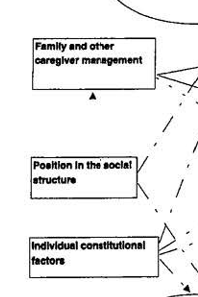 Family and other
caregiver management
Position in the social
structure
Individual constitutional
factors